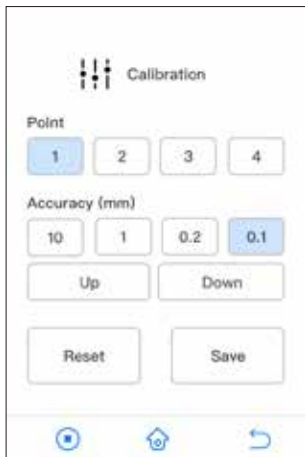 Calibration
Point
1 2 3 4
Accuracy (mm)
10 1 0.2 0.1
Up Down
Reset Save